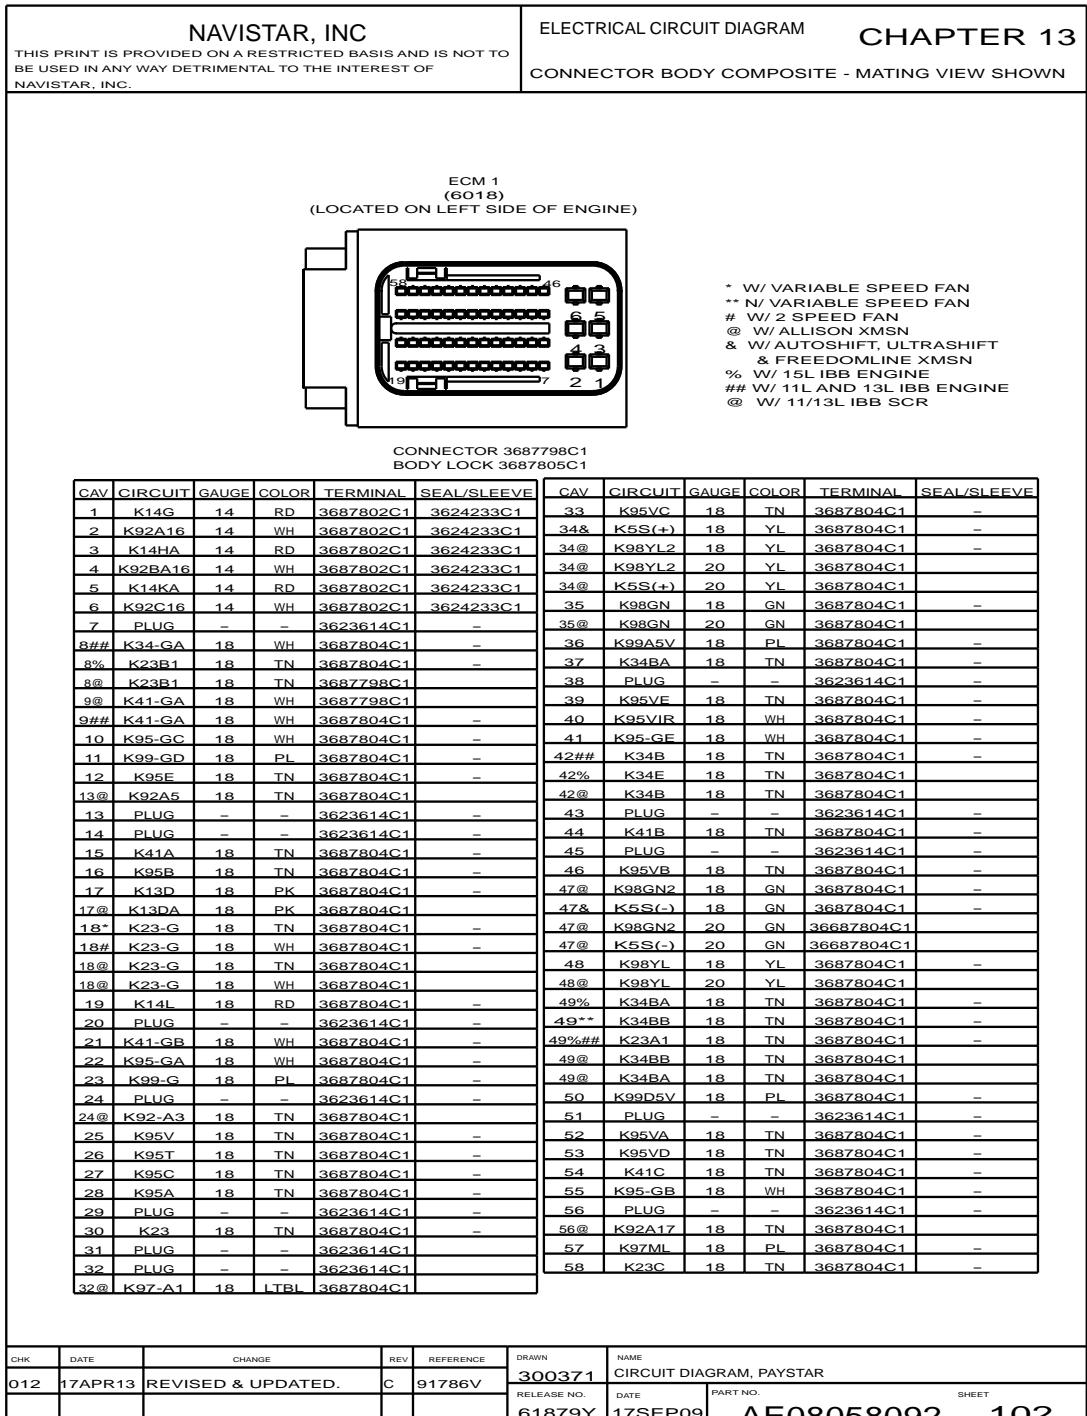 NAVISTAR, INC
THIS PRINT IS PROVIDED ON A RESTRICTED BASIS AND IS NOT TO
BE USED IN ANY WAY DETRIMENTAL TO THE INTEREST OF
NAVISTAR, INC.
ELECTRICAL CIRCUIT DIAGRAM CHAPTER 13
CONNECTOR BODY COMPOSITE - MATING VIEW SHOWN
ECM 1
(6018)
(LOCATED ON LEFT SIDE OF ENGINE)
58 46
6 5
4 3
19 7 2 1
* W/ VARIABLE SPEED FAN
** N/ VARIABLE SPEED FAN
# W/ 2 SPEED FAN
@ W/ ALLISON XMSN
& W/ AUTOSHIFT, ULTRASHIFT
& FREEDOMLINE XMSN
% W/ 15L IBB ENGINE
## W/ 11L AND 13L IBB ENGINE
@ W/ 11/13L IBB SCR
CONNECTOR 3687798C1
BODY LOCK 3687805C1
CAV CIRCUIT GAUGE COLOR TERMINAL SEAL/SLEEVE
1 K14G 14 RD 3687802C1 3624233C1
2 K92A16 14 WH 3687802C1 3624233C1
3 K14HA 14 RD 3687802C1 3624233C1
4 K92BA16 14 WH 3687802C1 3624233C1
5 K14KA 14 RD 3687802C1 3624233C1
6 K92C16 14 WH 3687802C1 3624233C1
7 PLUG – – 3623614C1 –
8## K34-GA 18 WH 3687804C1 –
8% K23B1 18 TN 3687804C1 –
8@ K23B1 18 TN 3687798C1
9@ K41-GA 18 WH 3687798C1
9## K41-GA 18 WH 3687804C1 –
10 K95-GC 18 WH 3687804C1 –
11 K99-GD 18 PL 3687804C1 –
12 K95E 18 TN 3687804C1 –
13@ K92A5 18 TN 3687804C1
13 PLUG – – 3623614C1 –
14 PLUG – – 3623614C1 –
15 K41A 18 TN 3687804C1 –
16 K95B 18 TN 3687804C1 –
17 K13D 18 PK 3687804C1 –
17@ K13DA 18 PK 3687804C1
18* K23-G 18 TN 3687804C1 –
18# K23-G 18 WH 3687804C1 –
18@ K23-G 18 TN 3687804C1
18@ K23-G 18 WH 3687804C1
19 K14L 18 RD 3687804C1 –
20 PLUG – – 3623614C1 –
21 K41-GB 18 WH 3687804C1 –
22 K95-GA 18 WH 3687804C1 –
23 K99-G 18 PL 3687804C1 –
24 PLUG – – 3623614C1 –
24@ K92-A3 18 TN 3687804C1
25 K95V 18 TN 3687804C1 –
26 K95T 18 TN 3687804C1 –
27 K95C 18 TN 3687804C1 –
28 K95A 18 TN 3687804C1 –
29 PLUG – – 3623614C1 –
30 K23 18 TN 3687804C1 –
31 PLUG – – 3623614C1
32 PLUG – – 3623614C1
32@ K97-A1 18 LTBL 3687804C1
CAV CIRCUIT GAUGE COLOR TERMINAL SEAL/SLEEVE
33 K95VC 18 TN 3687804C1 –
34& K5S(+) 18 YL 3687804C1 –
34@ K98YL2 18 YL 3687804C1 –
34@ K98YL2 20 YL 3687804C1
34@ K5S(+) 20 YL 3687804C1
35 K98GN 18 GN 3687804C1 –
35@ K98GN 20 GN 3687804C1
36 K99A5V 18 PL 3687804C1 –
37 K34BA 18 TN 3687804C1 –
38 PLUG – – 3623614C1 –
39 K95VE 18 TN 3687804C1 –
40 K95VIR 18 WH 3687804C1 –
41 K95-GE 18 WH 3687804C1 –
42## K34B 18 TN 3687804C1 –
42% K34E 18 TN 3687804C1 –
42@ K34B 18 TN 3687804C1
43 PLUG – – 3623614C1 –
44 K41B 18 TN 3687804C1 –
45 PLUG – – 3623614C1 –
46 K95VB 18 TN 3687804C1 –
47@ K98GN2 18 GN 3687804C1 –
47& K5S(-) 18 GN 3687804C1 –
47@ K98GN2 20 GN 36687804C1
47@ K5S(-) 20 GN 36687804C1
48 K98YL 18 YL 3687804C1 –
48@ K98YL 20 YL 3687804C1
49% K34BA 18 TN 3687804C1 –
49** K34BB 18 TN 3687804C1 –
49%## K23A1 18 TN 3687804C1 –
49@ K34BB 18 TN 3687804C1
49@ K34BA 18 TN 3687804C1
50 K99D5V 18 PL 3687804C1 –
51 PLUG – – 3623614C1 –
52 K95VA 18 TN 3687804C1 –
53 K95VD 18 TN 3687804C1 –
54 K41C 18 TN 3687804C1 –
55 K95-GB 18 WH 3687804C1 –
56 PLUG – – 3623614C1 –
56@ K92A17 18 TN 3687804C1
57 K97ML 18 PL 3687804C1 –
58 K23C 18 TN 3687804C1 –
CHK DATE CHANGE REV REFERENCE
012 17APR13 REVISED & UPDATED. C 91786V
DRAWN 300371
NAME CIRCUIT DIAGRAM, PAYSTAR
RELEASE NO. DATE PART NO. SHEET
61879Y 17SEP09 AE08058092 102